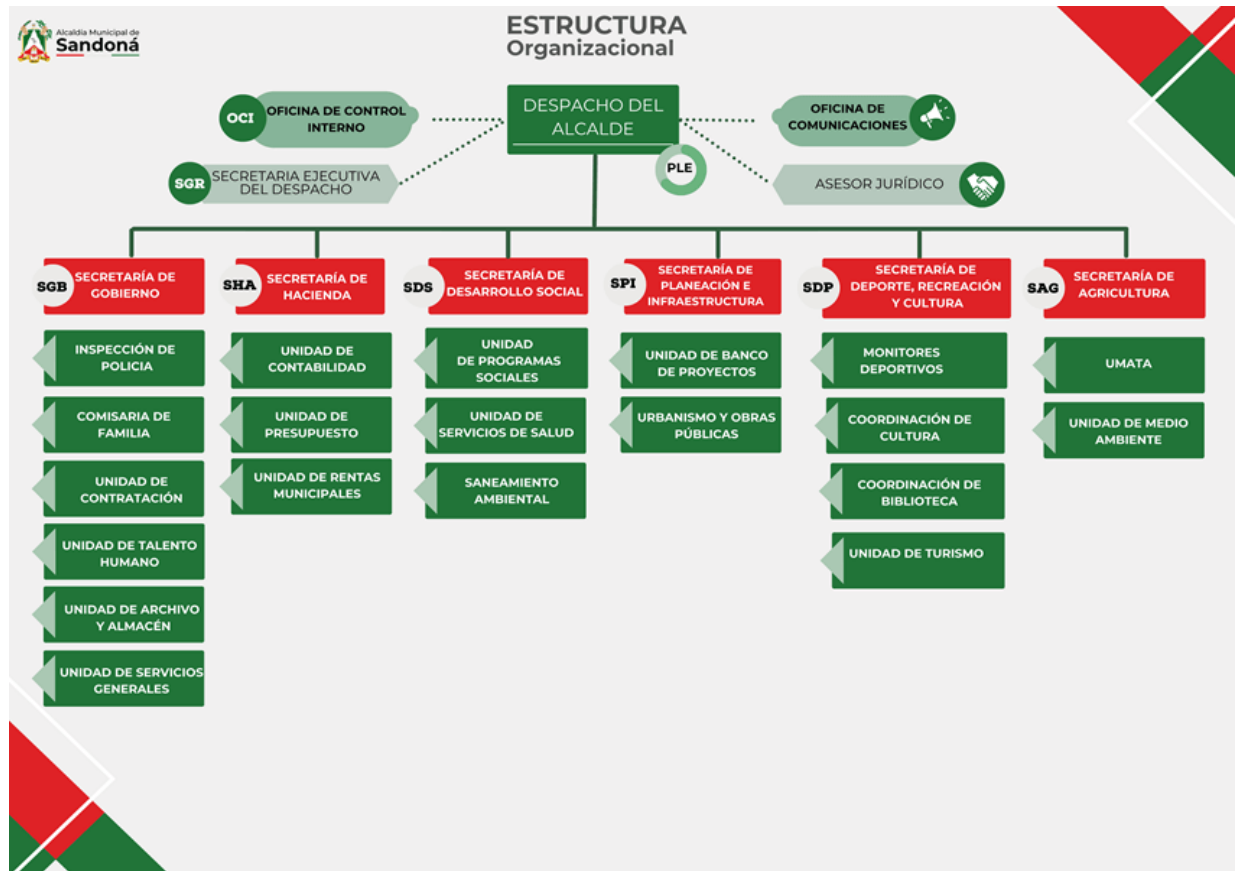 Alcaldía Municipal de
Sandoná
ESTRUCTURA
Organizacional
DESPACHO DEL
ALCALDE
PLE
OCI
OFICINA DE CONTROL
INTERNO
SGR
SECRETARIA EJECUTIVA
DEL DESPACHO
OFICINA DE
COMUNICACIONES
ASESOR JURÍDICO
SGB
SECRETARÍA DE
GOBIERNO
INSPECCIÓN DE
POLICIA
COMISARIA DE
FAMILIA
UNIDAD DE
CONTRATACIÓN
UNIDAD DE TALENTO
HUMANO
UNIDAD DE ARCHIVO
Y ALMACÉN
UNIDAD DE SERVICIOS
GENERALES
SHA
SECRETARÍA DE
HACIENDA
UNIDAD DE
CONTABILIDAD
UNIDAD DE
PRESUPUESTO
UNIDAD DE RENTAS
MUNICIPALES
SDS
SECRETARÍA DE
DESARROLLO SOCIAL
UNIDAD
DE PROGRAMAS
SOCIALES
UNIDAD DE
SERVICIOS DE SALUD
SANEAMIENTO
AMBIENTAL
SPI
SECRETARÍA DE
PLANEACIÓN E
INFRAESTRUCTURA
UNIDAD DE BANCO
DE PROYECTOS
URBANISMO Y OBRAS
PÚBLICAS
SDP
SECRETARÍA DE
DEPORTE, RECREACIÓN
Y CULTURA
MONITORES
DEPORTIVOS
COORDINACIÓN DE
CULTURA
COORDINACIÓN DE
BIBLIOTECA
UNIDAD DE TURISMO
SAG
SECRETARÍA DE
AGRICULTURA
UMATA
UNIDAD DE MEDIO
AMBIENTE